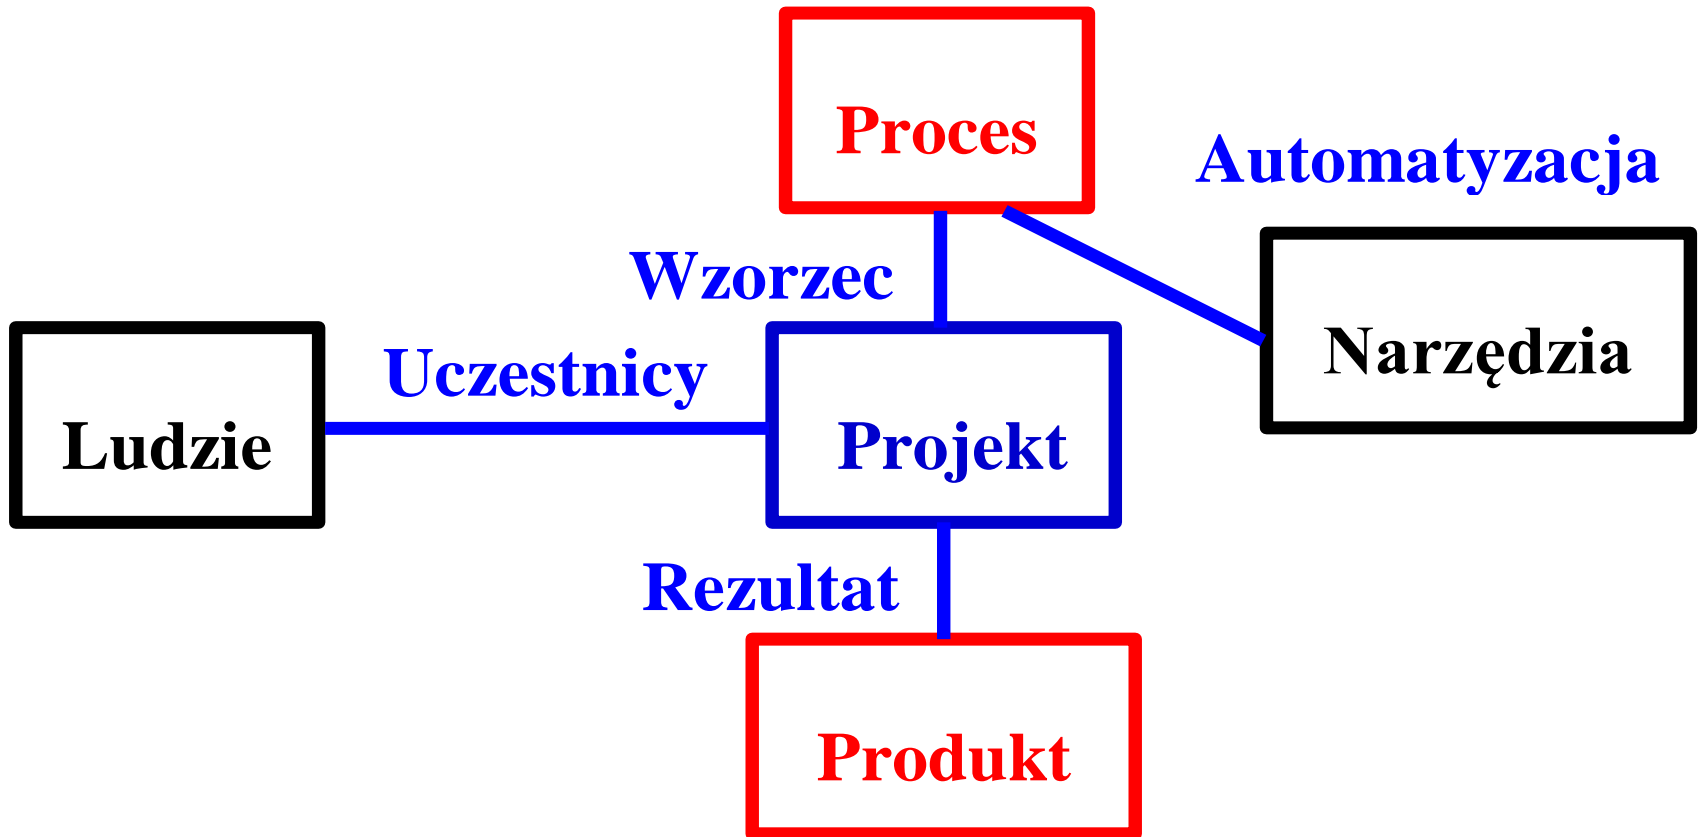 Proces
Automatyzacja
Wzorzec
Narzędzia
Uczestnicy
Ludzie
Projekt
Rezultat
Produkt